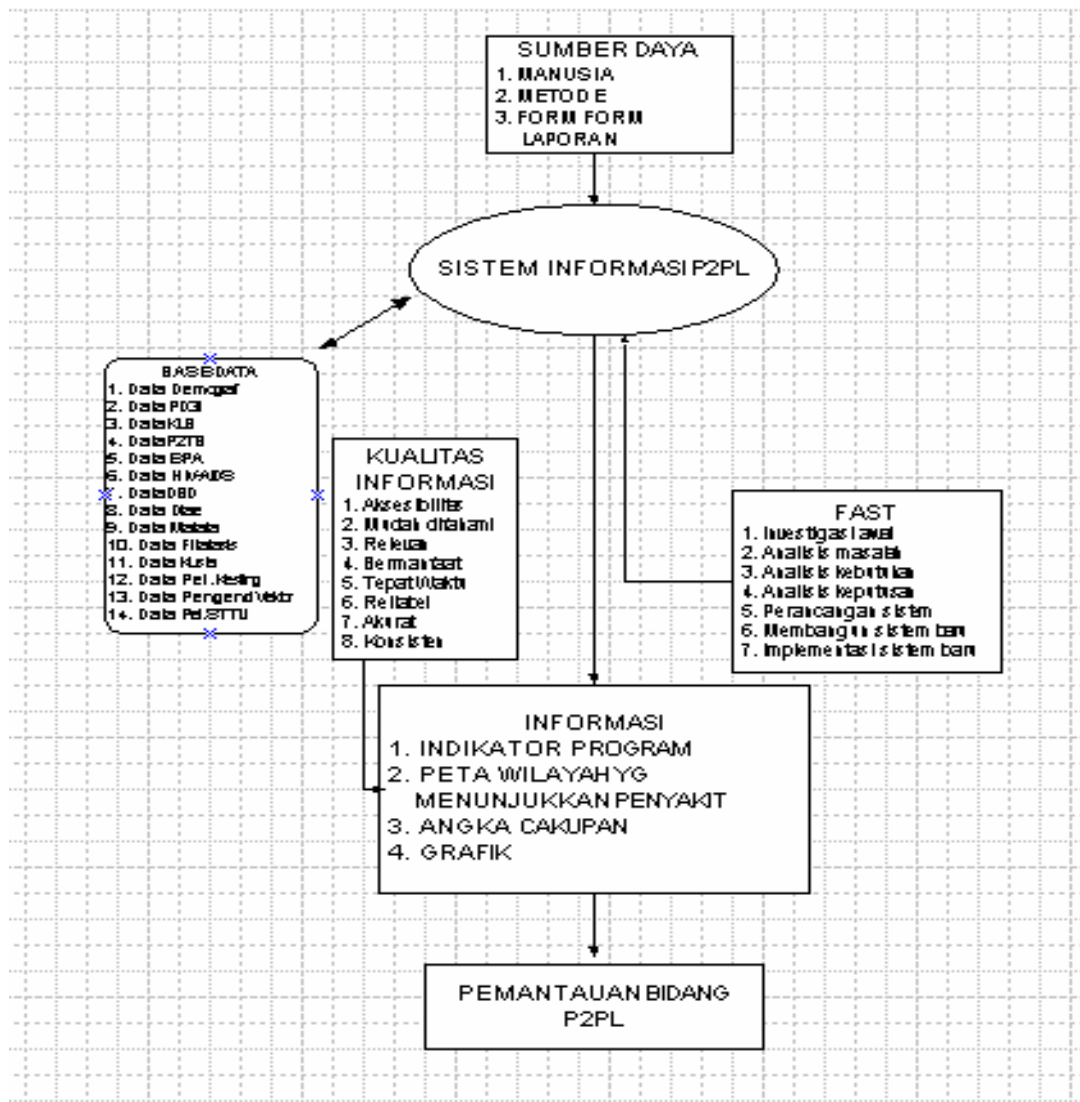 SUMBER DAYA
1. MANUSIA
2. METODE
3. FORM FORM
LAPORAN
SISTEM INFORMASI P2PL
BASISDATA
1. Data Demograf
2. Data PD3I
3. Data KLB
4. Data P2TB
5. Data ISPA
6. Data HIV/AIDS
7. Data DBD
8. Data Diae
9. Data Malaria
10. Data Filariasis
11. Data Kusta
12. Data Pel. Kesling
13. Data Pengend Vektor
14. Data Pel. STTU
KUALITAS
INFORMASI
1. Aksesibilitas
2. Mudah difahami
3. Relevan
4. Bermanfaat
5. Tepat Waktu
6. Reliabel
7. Akurat
8. Konsisten
FAST
1. Investigasi awal
2. Analisis masalah
3. Analisis kebutuhan
4. Analisis keputusan
5. Perancangan sistem
6. Membangun sistem baru
7. Implementasi sistem baru
INFORMASI
1. INDIKATOR PROGRAM
2. PETA WILAYAH YG
MENUNJUKKAN PENYAKIT
3. ANGKA CAKUPAN
4. GRAFIK
PEMANTAUAN BIDANG
P2PL